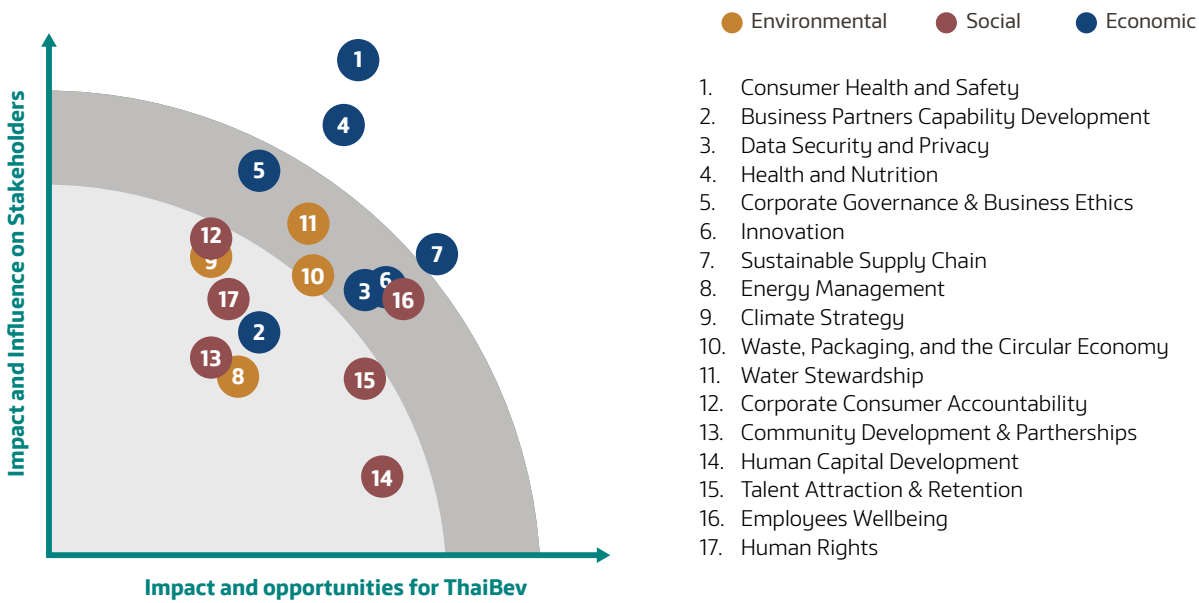 Environmental
Social
Economic
Impact and Influence on Stakeholders
1
4
5
11
12
9
7
10
6
3
16
17
2
13
8
15
14
Impact and opportunities for ThaiBev
1. Consumer Health and Safety
2. Business Partners Capability Development
3. Data Security and Privacy
4. Health and Nutrition
5. Corporate Governance & Business Ethics
6. Innovation
7. Sustainable Supply Chain
8. Energy Management
9. Climate Strategy
10. Waste, Packaging, and the Circular Economy
11. Water Stewardship
12. Corporate Consumer Accountability
13. Community Development & Partherships
14. Human Capital Development
15. Talent Attraction & Retention
16. Employees Wellbeing
17. Human Rights